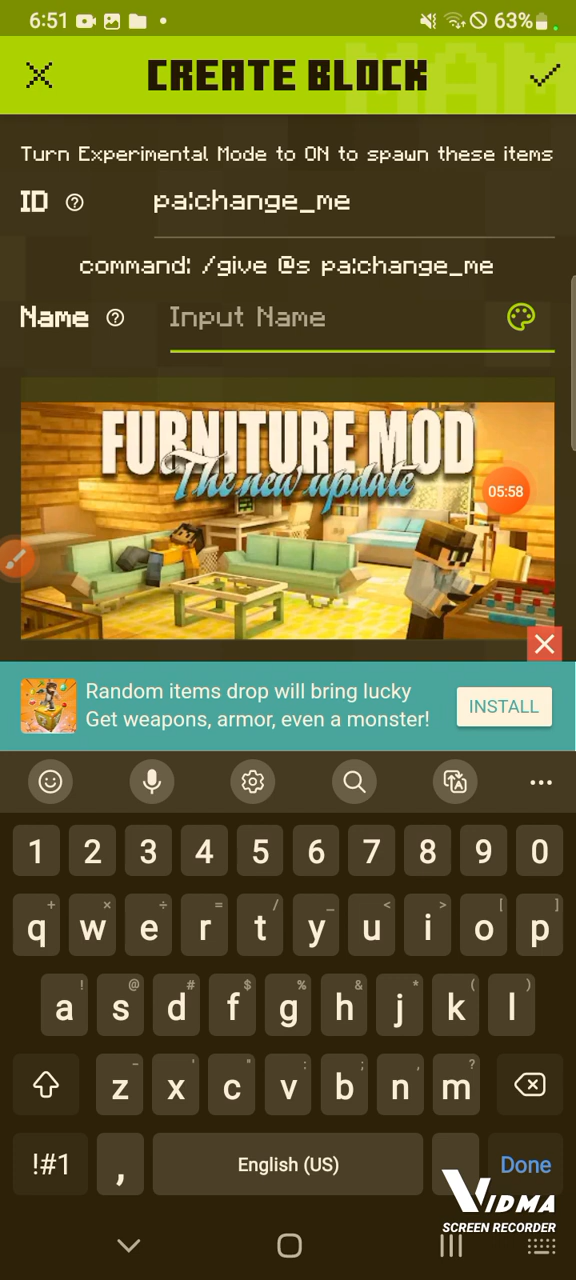 6:51
63%
CREATE BLOCK
Turn Experimental Mode to ON to spawn these items
ID
pa:change_me
command: /give @s pa:change_me
Name
Input Name
FURNITURE MOD
The new update
05:58
Random items drop will bring lucky
Get weapons, armor, even a monster!
INSTALL
1 2 3 4 5 6 7 8 9 0
+ × ÷ = / _ < > [ ]
q w e r t y u i o p
! @ # $ % & * ( )
a s d f g h j k l
- ' " : ; , ?
z x c v b n m
!#1 , English (US) Done
VIDMA
SCREEN RECORDER